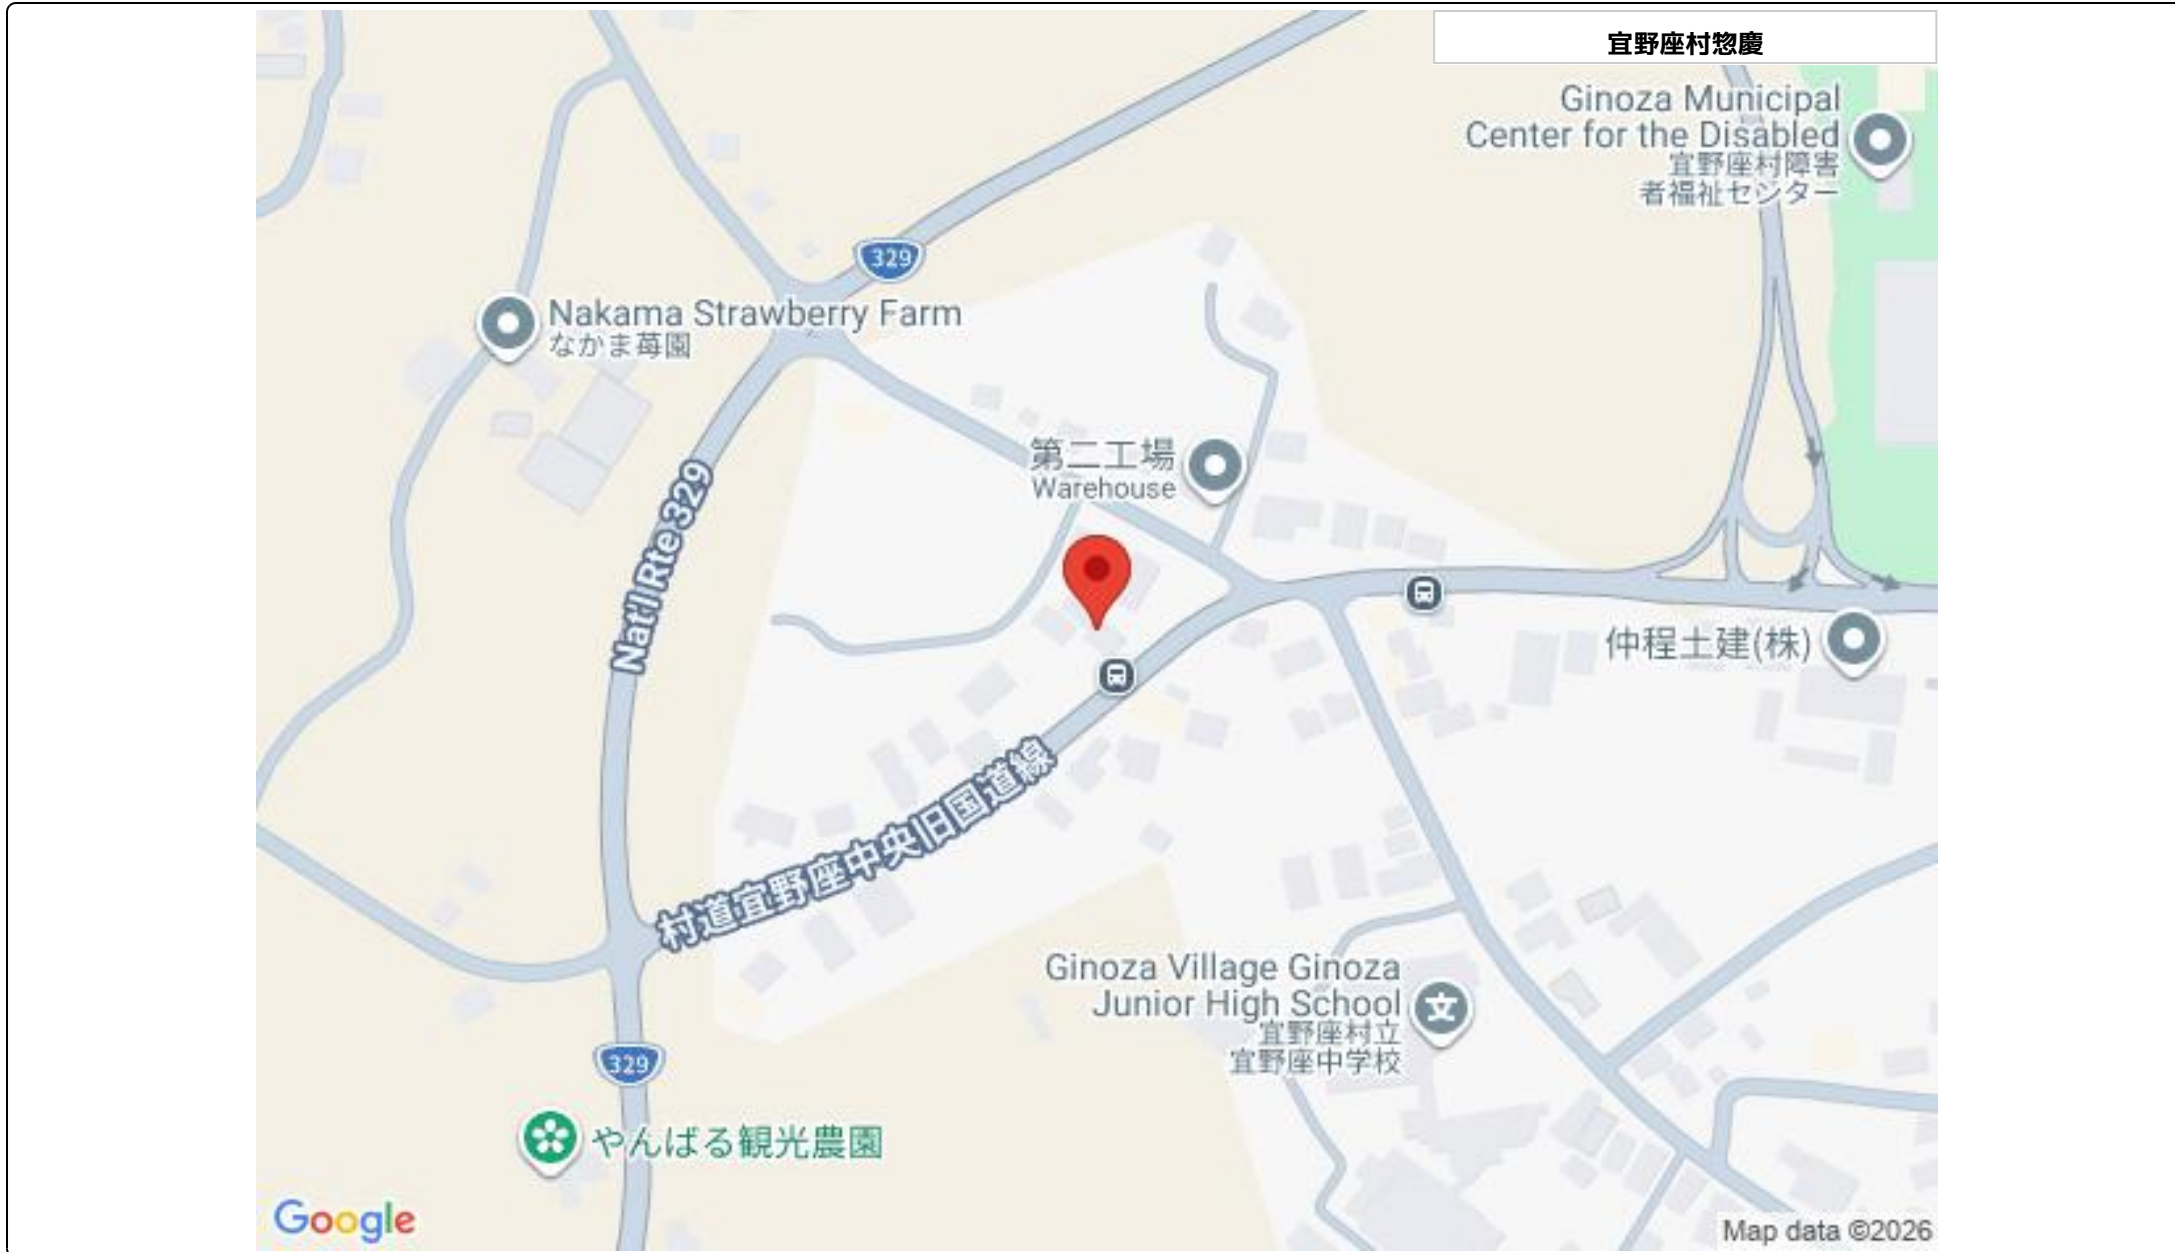 宜野座村惣慶
Ginoza Municipal
Center for the Disabled
宜野座村障害
者福祉センター
329
Nakama Strawberry Farm
なかま苺園
第二工場
Warehouse
Nat'l Rte 329
仲程土建(株)
村道宜野座中央旧国道線
Ginoza Village Ginoza
Junior High School
宜野座村立
宜野座中学校
文
329
やんばる観光農園
Google
Map data ©2026